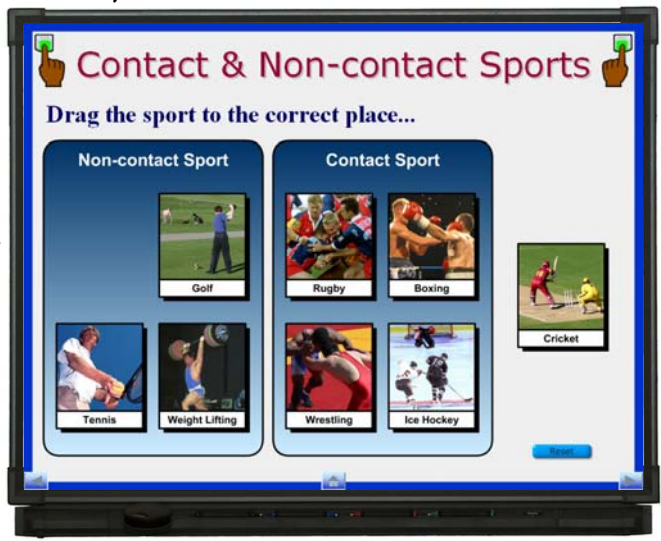 Contact & Non-contact Sports
Drag the sport to the correct place...
Non-contact Sport
Contact Sport
Golf
Rugby
Boxing
Cricket
Tennis
Weight Lifting
Wrestling
Ice Hockey
Reset